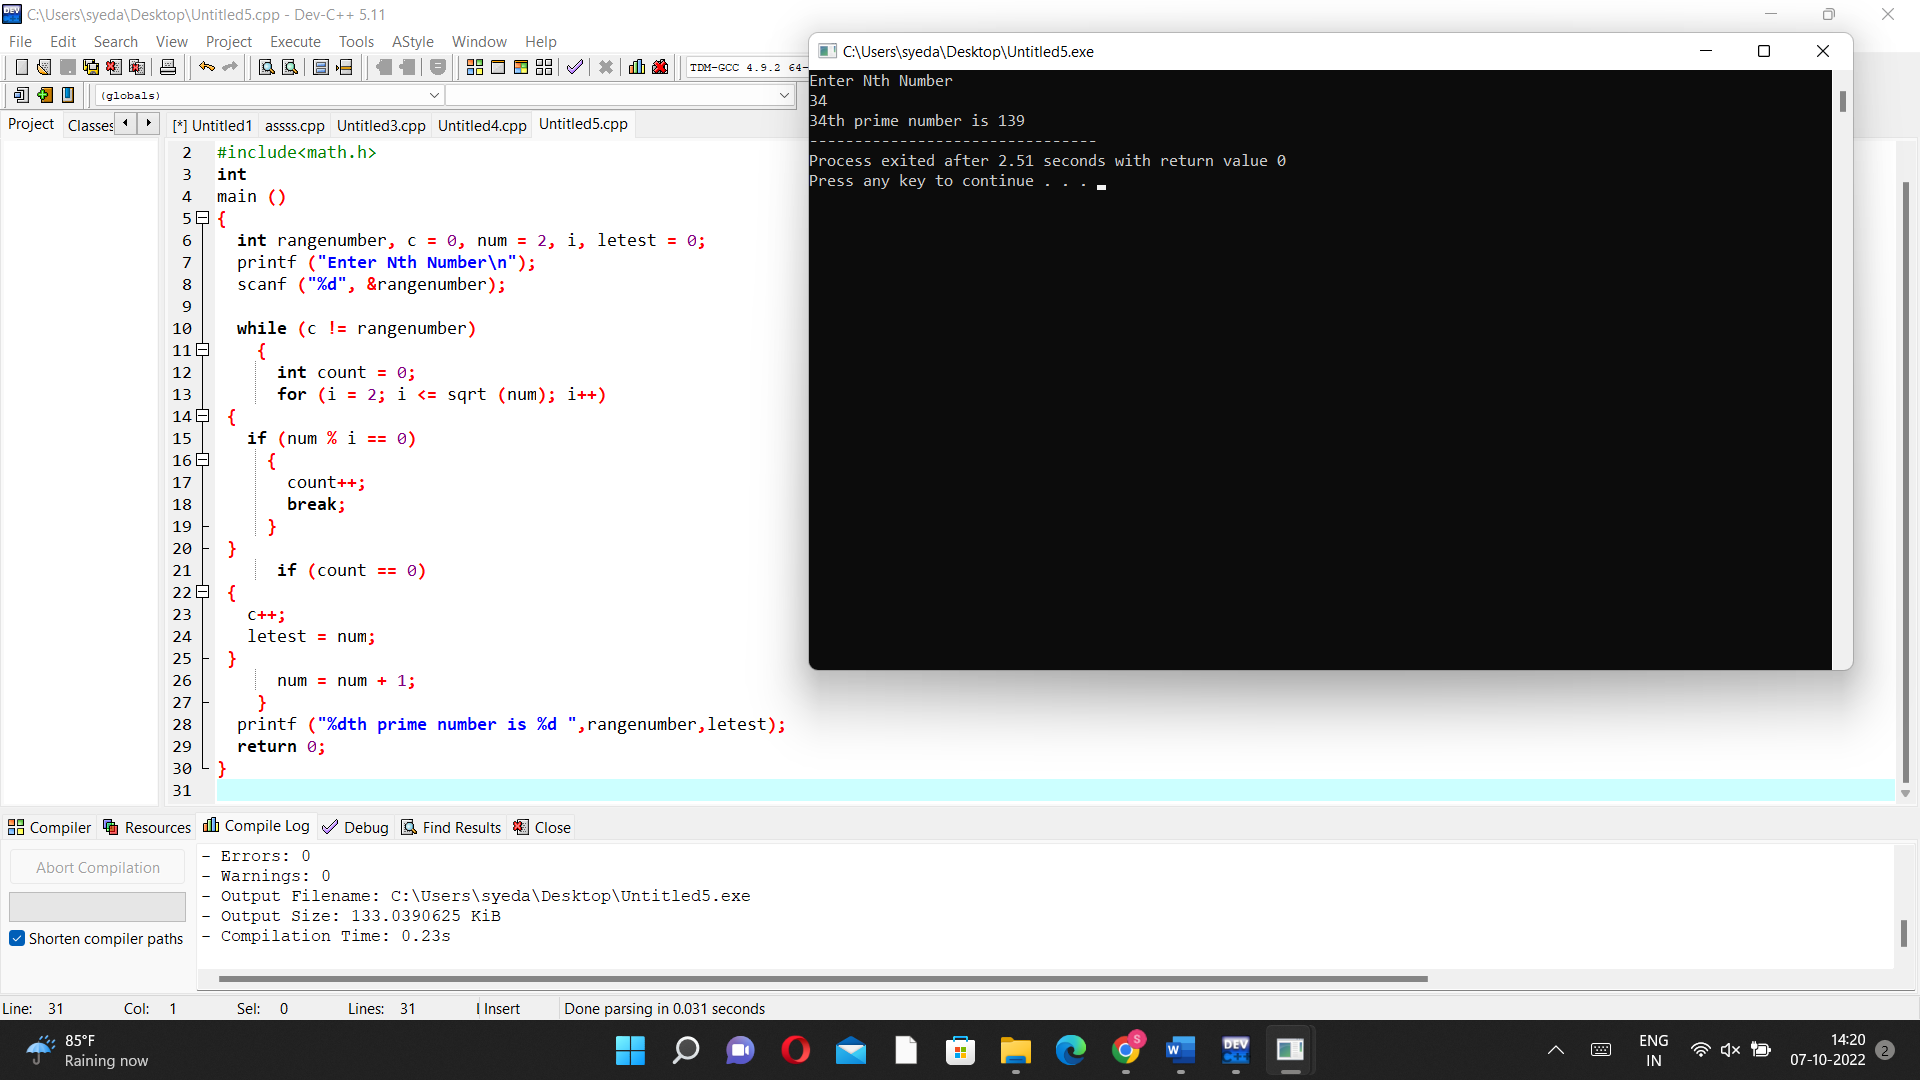 C:\Users\syeda\Desktop\Untitled5.cpp - Dev-C++ 5.11
File Edit Search View Project Execute Tools AStyle Window Help
TDM-GCC 4.9.2 64-
(globals)
Project Classes [*] Untitled1 assss.cpp Untitled3.cpp Untitled4.cpp Untitled5.cpp
2 #include<math.h>
3 int
4 main ()
5 {
6 int rangenumber, c = 0, num = 2, i, letest = 0;
7 printf ("Enter Nth Number\n");
8 scanf ("%d", &rangenumber);
9
10 while (c != rangenumber)
11 {
12 int count = 0;
13 for (i = 2; i <= sqrt (num); i++)
14 {
15 if (num % i == 0)
16 {
17 count++;
18 break;
19 }
20 }
21 if (count == 0)
22 {
23 c++;
24 letest = num;
25 }
26 num = num + 1;
27 }
28 printf ("%dth prime number is %d ",rangenumber,letest);
29 return 0;
30 }
31
C:\Users\syeda\Desktop\Untitled5.exe
Enter Nth Number
34
34th prime number is 139
--------------------------------
Process exited after 2.51 seconds with return value 0
Press any key to continue . . .
Compiler Resources Compile Log Debug Find Results Close
Abort Compilation
Shorten compiler paths
- Errors: 0
- Warnings: 0
- Output Filename: C:\Users\syeda\Desktop\Untitled5.exe
- Output Size: 133.0390625 KiB
- Compilation Time: 0.23s
Line: 31 Col: 1 Sel: 0 Lines: 31 Insert Done parsing in 0.031 seconds
85°F
Raining now
S
W
DEV
C++
ENG
IN
14:20
07-10-2022
2